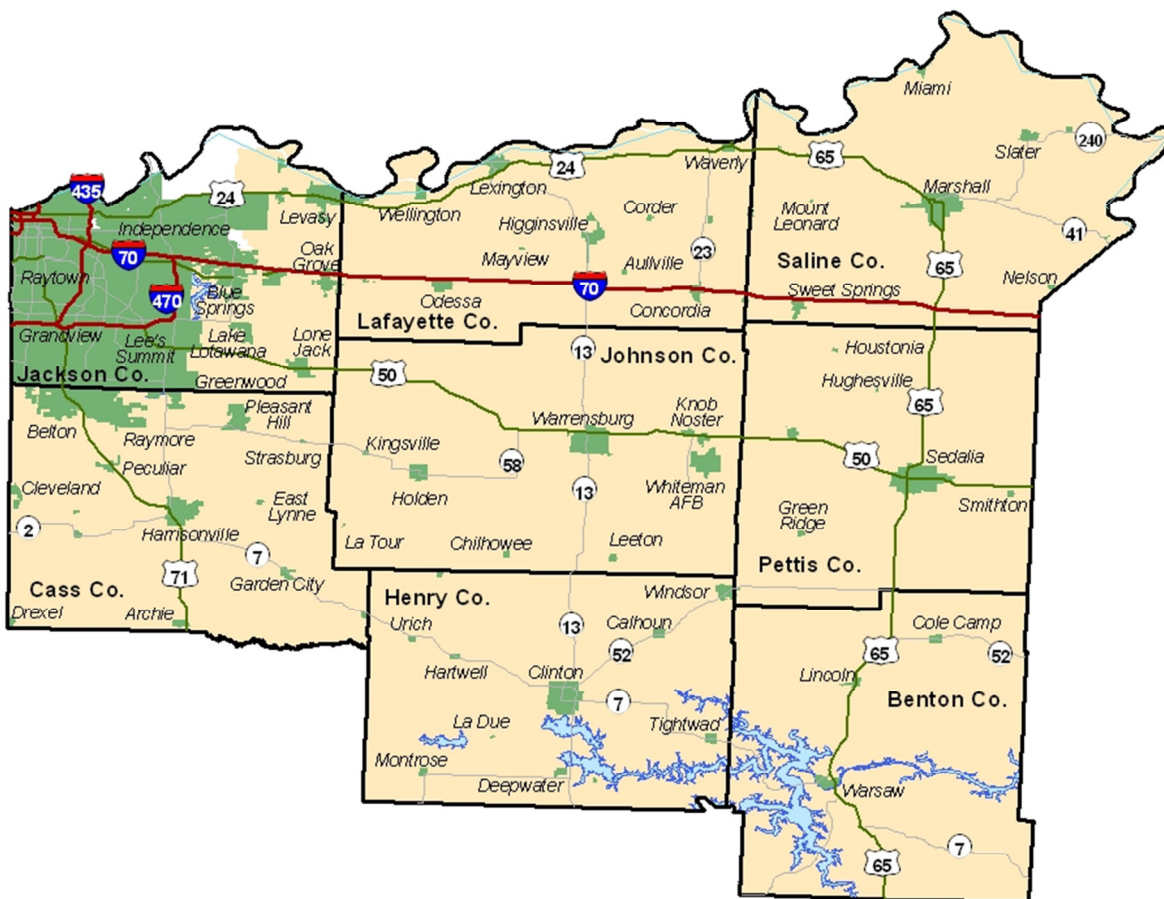 Miami
240
Slater
435
24
65
Waverly
24
Lexington
Marshall
Levasy
Wellington
Corder
Mount
Leonard
Independence
Higginsville
41
Oak
Grove
Mayview
23
Aullville
Saline Co.
65
70
Raytown
Nelson
470
Blue
Springs
Odessa
70
Sweet Springs
Concordia
Lafayette Co.
Grandview
Lee's
Summit
Lake
Lotawana
Lone
Jack
13
Johnson Co.
Houstonia
Jackson Co.
Greenwood
50
Hughesville
65
Pleasant
Hill
Warrensburg
Knob
Noster
Belton
Raymore
Kingsville
Strasburg
58
50
Sedalia
Peculiar
Cleveland
Holden
13
Whiteman
AFB
East
Lynne
Green
Ridge
Smithton
2
Harrisonville
La Tour
Chilhowee
Leeton
7
71
Garden City
Pettis Co.
Cass Co.
Henry Co.
Windsor
Drexel
Archie
Urich
13
Calhoun
Cole Camp
52
65
52
Hartwell
Clinton
Lincoln
7
Benton Co.
La Due
Tightwad
Montrose
Deepwater
Warsaw
7
65